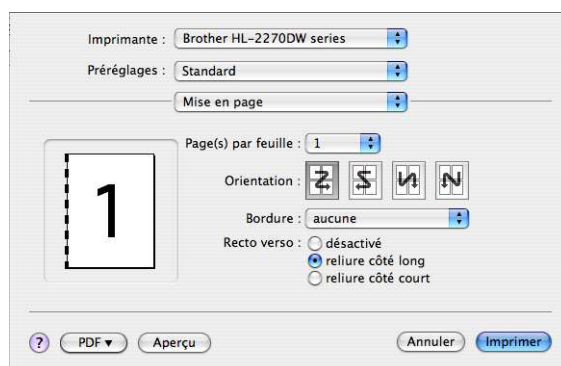 Imprimante : Brother HL-2270DW series
Préréglages : Standard
Mise en page
Page(s) par feuille : 1
1
Orientation :
Bordure : aucune
Recto verso : désactivé
reliure côté long
reliure côté court
? PDF ▼ Aperçu Annuler Imprimer